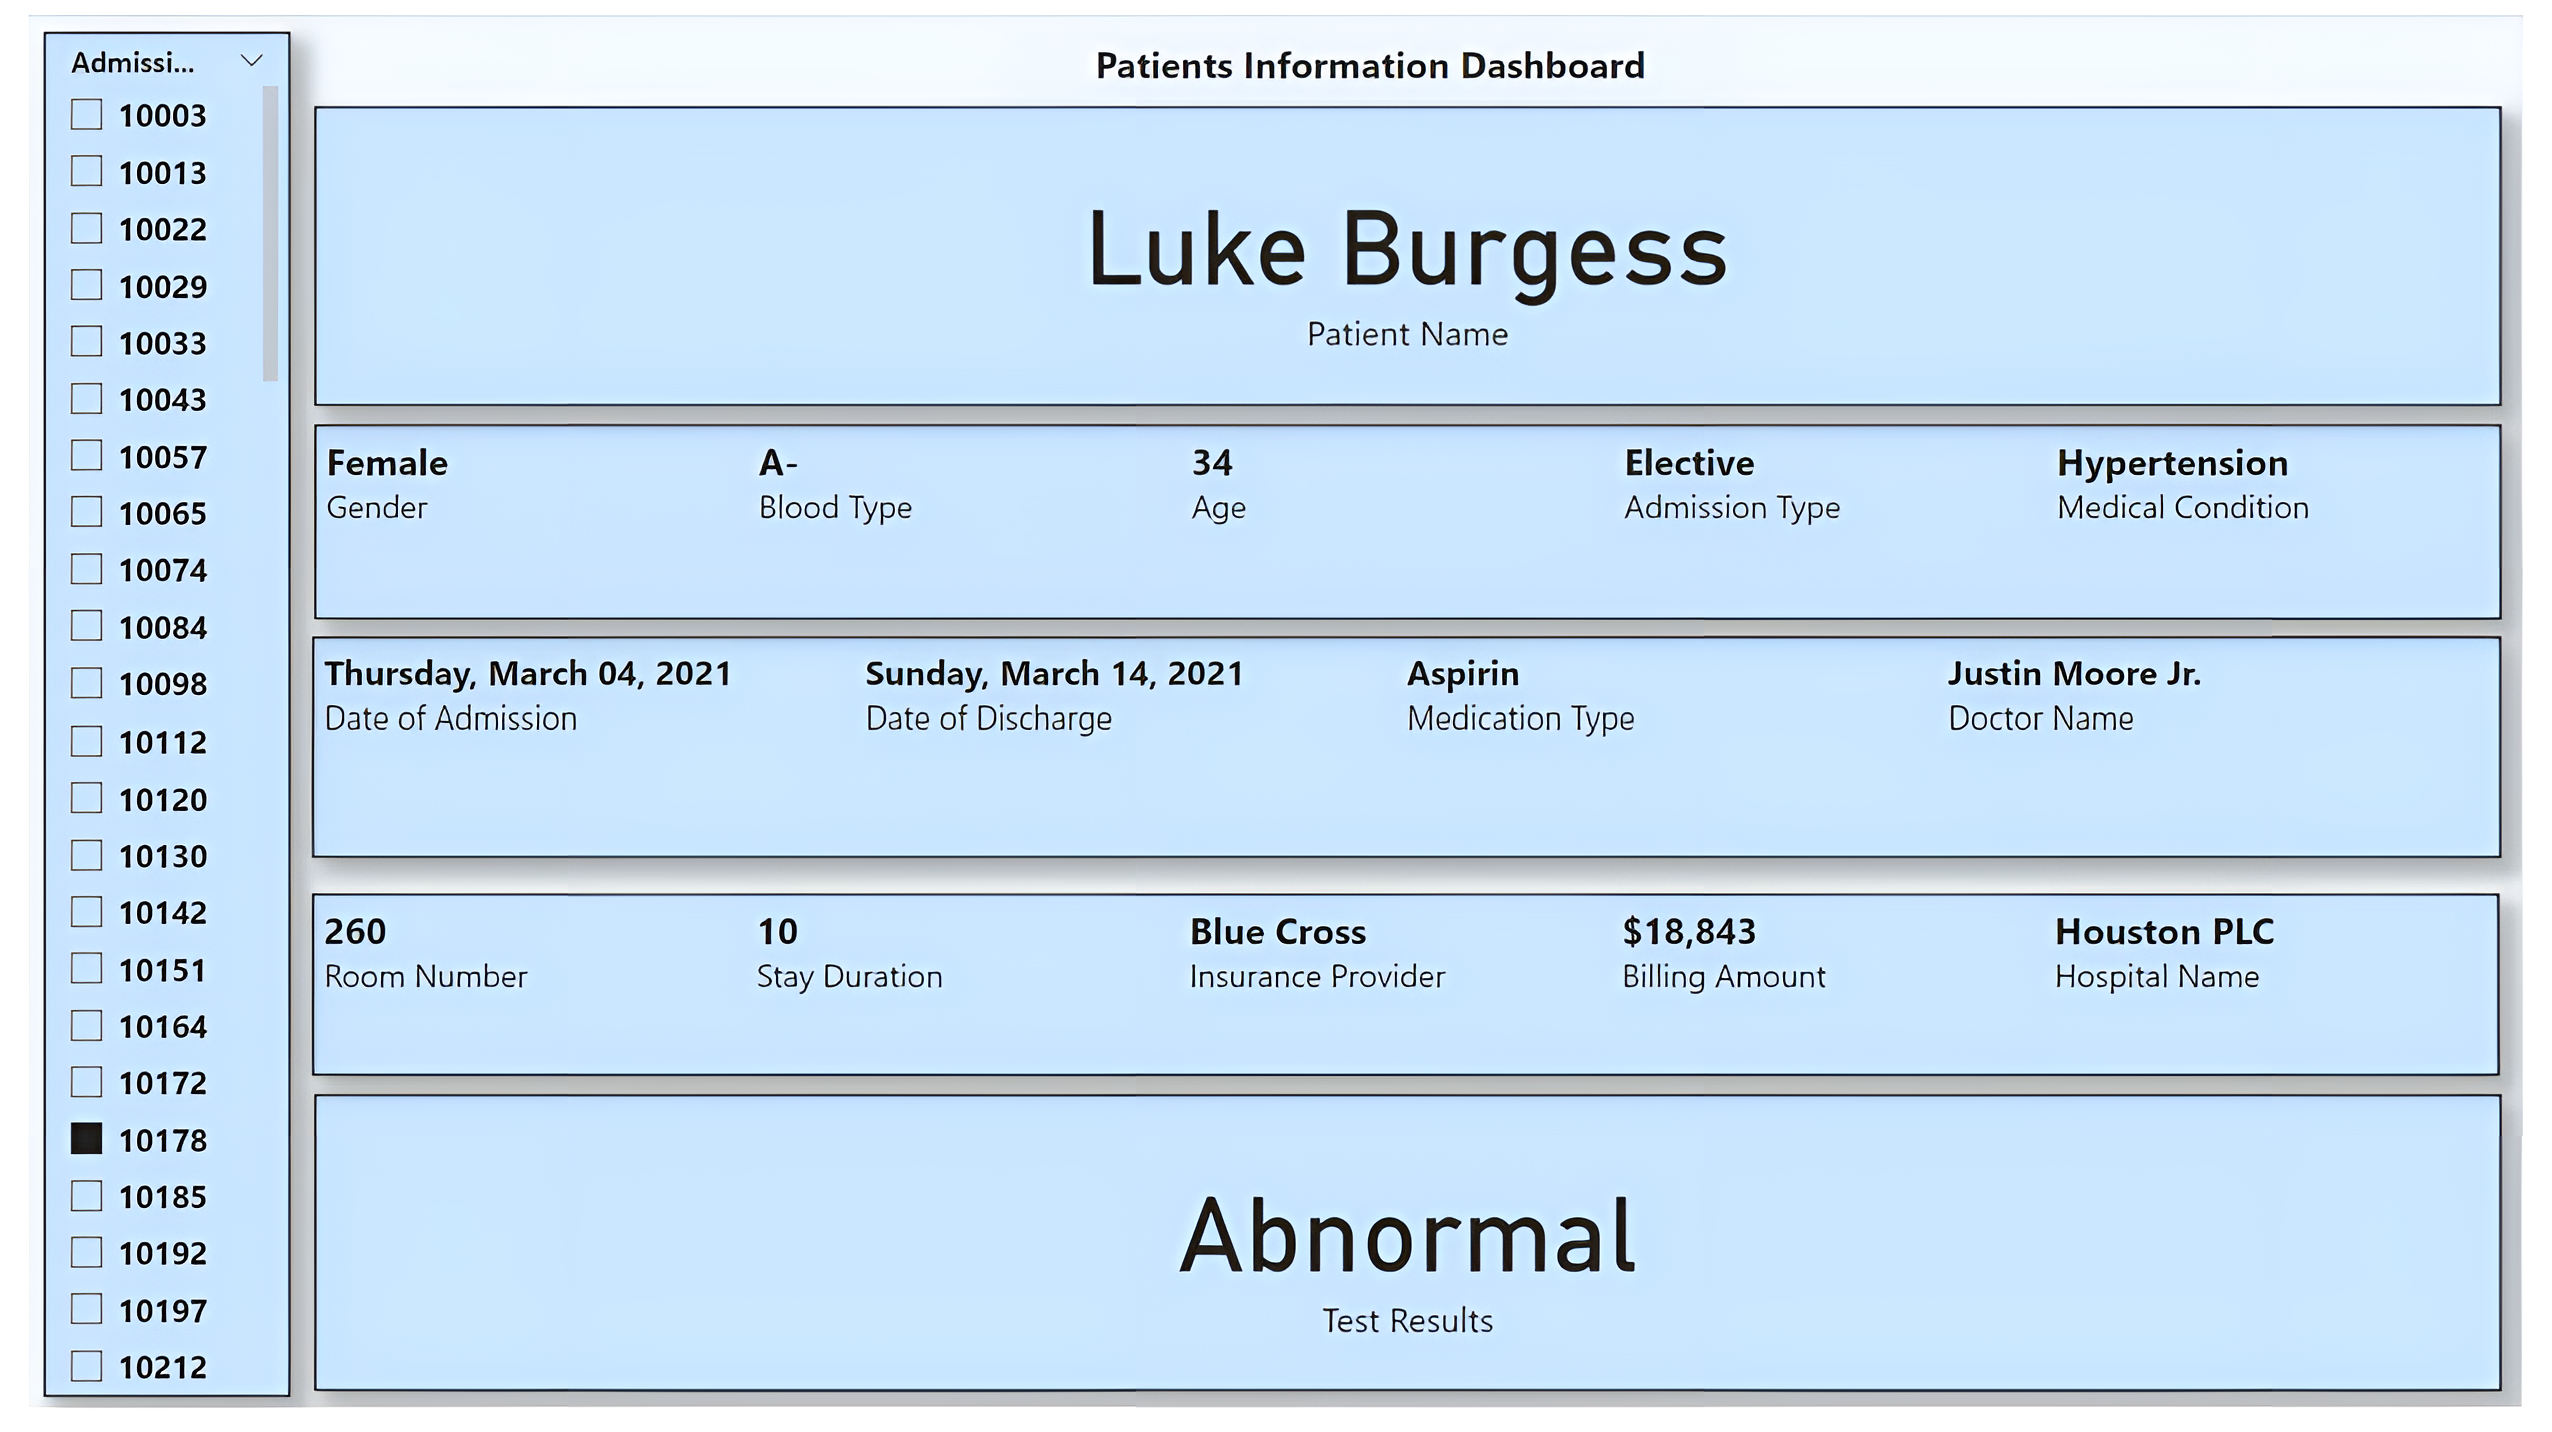 Admissi...
10003
10013
10022
10029
10033
10043
10057
10065
10074
10084
10098
10112
10120
10130
10142
10151
10164
10172
10178
10185
10192
10197
10212
Patients Information Dashboard
Luke Burgess
Patient Name
Female A- 34 Elective Hypertension
Gender Blood Type Age Admission Type Medical Condition
Thursday, March 04, 2021 Sunday, March 14, 2021 Aspirin Justin Moore Jr.
Date of Admission Date of Discharge Medication Type Doctor Name
260 10 Blue Cross $18,843 Houston PLC
Room Number Stay Duration Insurance Provider Billing Amount Hospital Name
Abnormal
Test Results